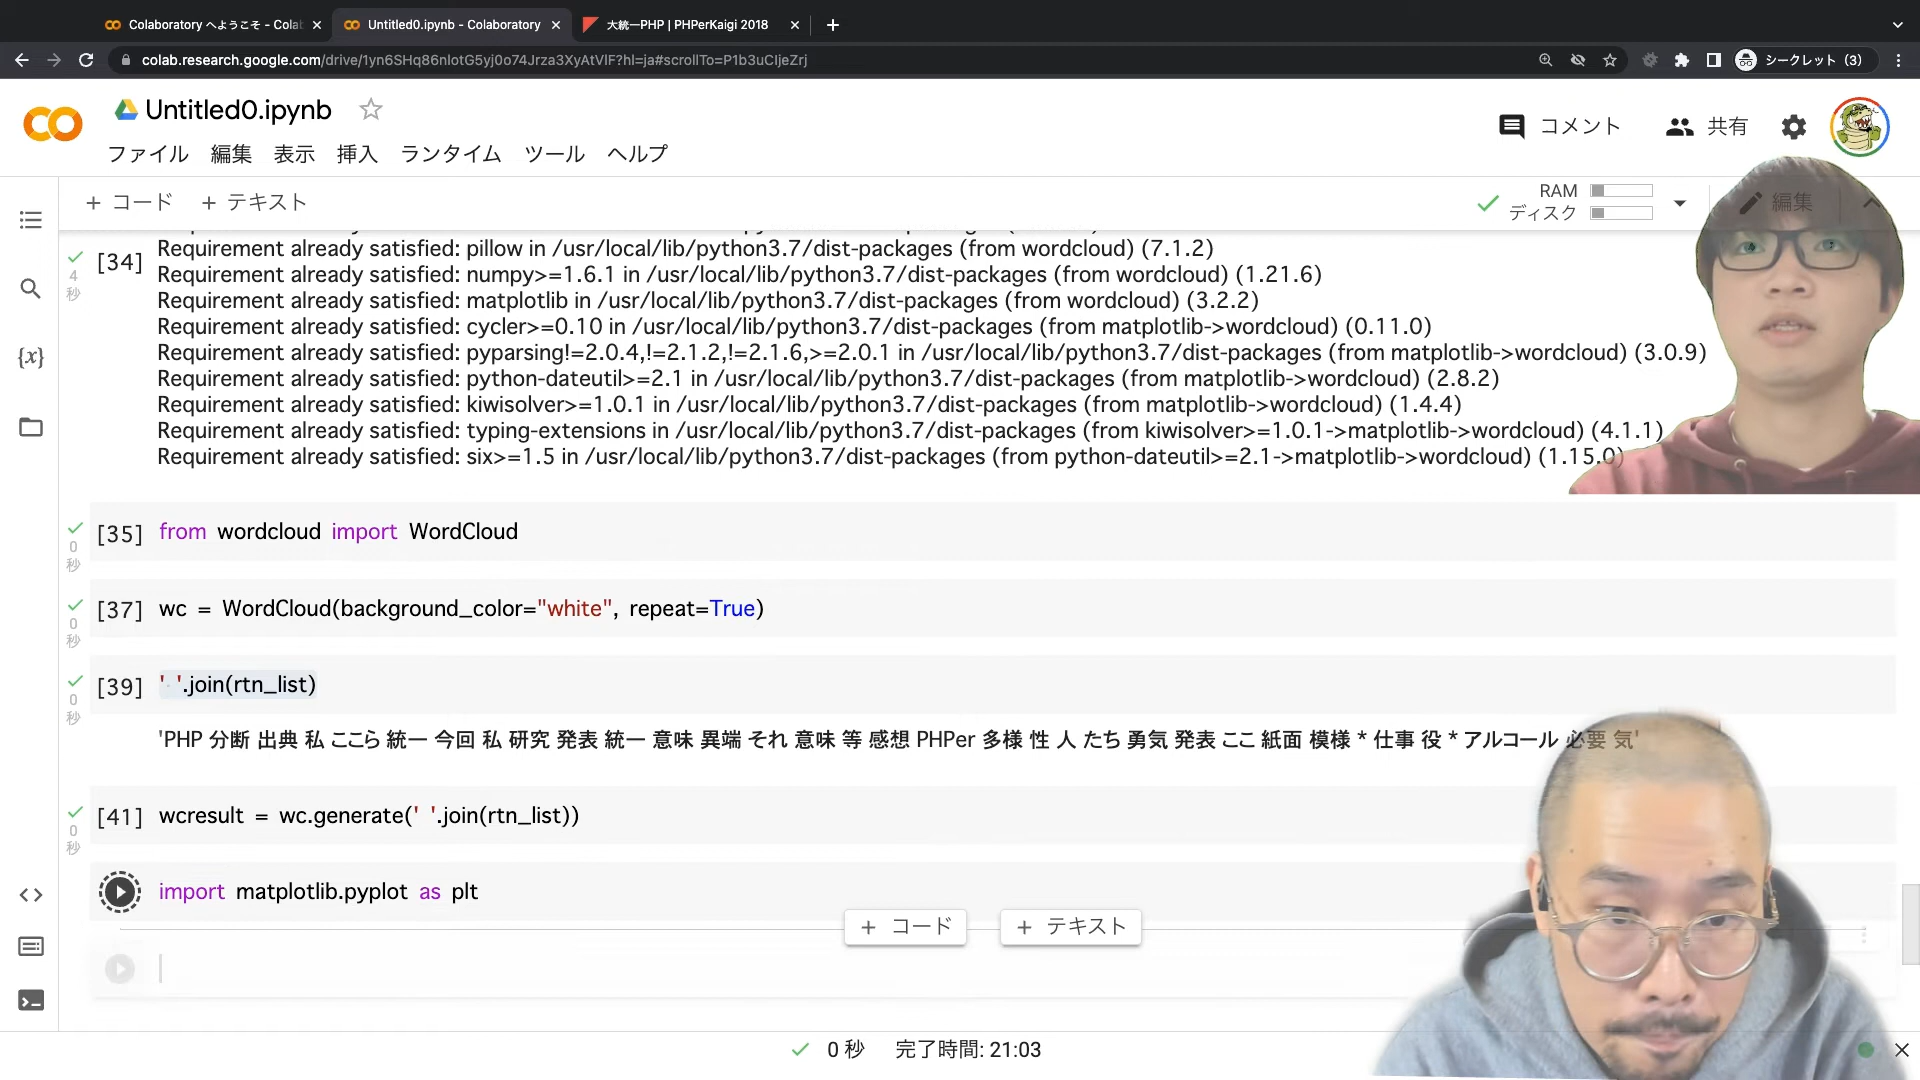 Colaboratory へようこそ - Colab
Untitled0.ipynb - Colaboratory
大統一PHP | PHPerKaigi 2018
colab.research.google.com/drive/1yn6SHq86nlotG5yj0o74Jrza3XyAtVlF?hl=ja#scrollTo=P1b3uCIjeZrj
シークレット (3)
Untitled0.ipynb
コメント
共有
ファイル 編集 表示 挿入 ランタイム ツール ヘルプ
+ コード + テキスト
RAM
ディスク
編集
[34]
4
秒
Requirement already satisfied: pillow in /usr/local/lib/python3.7/dist-packages (from wordcloud) (7.1.2)
Requirement already satisfied: numpy>=1.6.1 in /usr/local/lib/python3.7/dist-packages (from wordcloud) (1.21.6)
Requirement already satisfied: matplotlib in /usr/local/lib/python3.7/dist-packages (from wordcloud) (3.2.2)
Requirement already satisfied: cycler>=0.10 in /usr/local/lib/python3.7/dist-packages (from matplotlib->wordcloud) (0.11.0)
Requirement already satisfied: pyparsing!=2.0.4,!=2.1.2,!=2.1.6,>=2.0.1 in /usr/local/lib/python3.7/dist-packages (from matplotlib->wordcloud) (3.0.9)
Requirement already satisfied: python-dateutil>=2.1 in /usr/local/lib/python3.7/dist-packages (from matplotlib->wordcloud) (2.8.2)
Requirement already satisfied: kiwisolver>=1.0.1 in /usr/local/lib/python3.7/dist-packages (from matplotlib->wordcloud) (1.4.4)
Requirement already satisfied: typing-extensions in /usr/local/lib/python3.7/dist-packages (from kiwisolver>=1.0.1->matplotlib->wordcloud) (4.1.1)
Requirement already satisfied: six>=1.5 in /usr/local/lib/python3.7/dist-packages (from python-dateutil>=2.1->matplotlib->wordcloud) (1.15.0)
[35] from wordcloud import WordCloud
0
秒
[37] wc = WordCloud(background_color="white", repeat=True)
0
秒
[39] ' '.join(rtn_list)
0
秒
'PHP 分断 出典 私 ここら 統一 今回 私 研究 発表 統一 意味 異端 それ 意味 等 感想 PHPer 多様 性 人 たち 勇気 発表 ここ 紙面 模様 * 仕事 役 * アルコール 必要 気'
[41] wcresult = wc.generate(' '.join(rtn_list))
0
秒
import matplotlib.pyplot as plt
+ コード + テキスト
0 秒 完了時間: 21:03